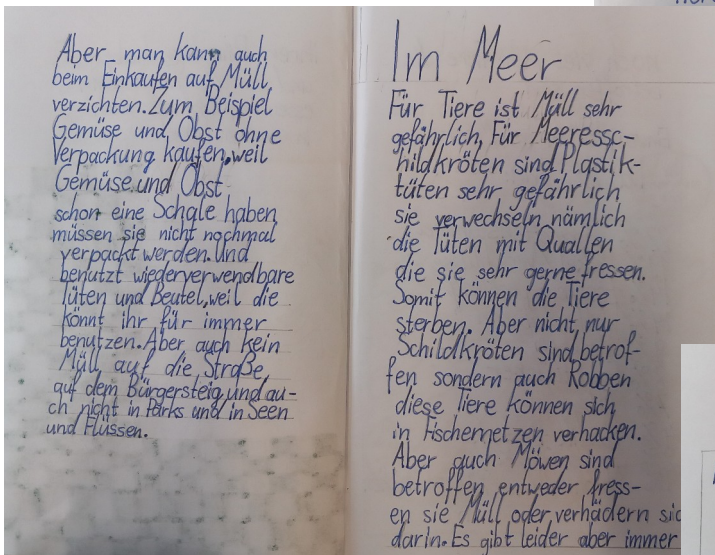 Aber man kann auch
beim Einkaufen auf Müll
verzichten. Zum Beispiel
Gemüse und Obst ohne
Verpackung kaufen, weil
Gemüse und Obst
schon eine Schale haben
müssen sie nicht nochmal
verpackt werden. Und
benutzt wiederverwendbare
Tüten und Beutel, weil die
könnt ihr für immer
benutzen. Aber auch kein
Müll auf die Straße,
auf dem Bürgersteig und au-
ch nicht in Parks und in Seen
und Flüssen.
Im Meer
Für Tiere ist Müll sehr
gefährlich. Für Meeressc-
hildkröten sind Plastik-
tüten sehr gefährlich
sie verwechseln nämlich
die Tüten mit Quallen
die sie sehr gerne fressen.
Somit können die Tiere
sterben. Aber nicht nur
Schildkröten sind betrof-
fen sondern auch Robben
diese Tiere können sich
in Fischernetzen verhacken.
Aber auch Möwen sind
betroffen entweder fress-
en sie Müll oder verhädern sic
darin. Es gibt leider aber immer